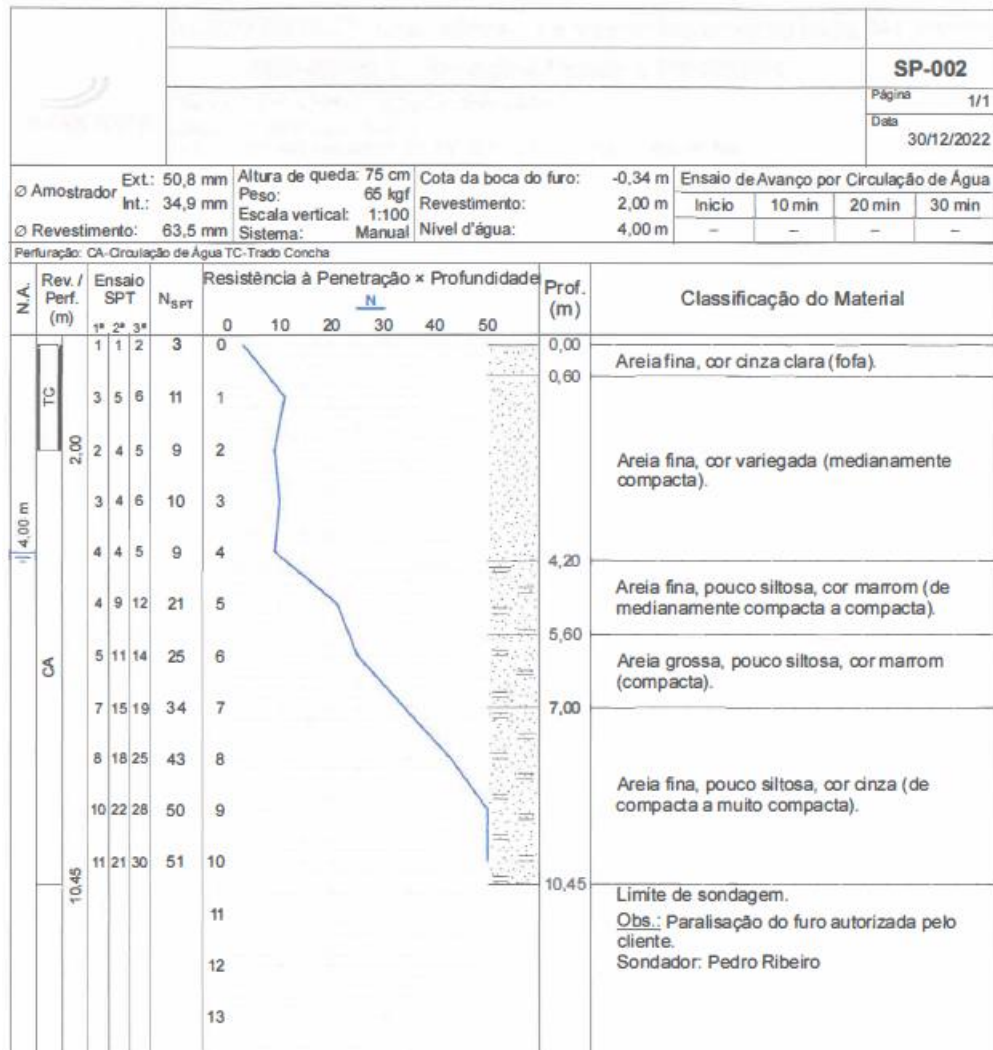 SP-002
Página 1/1
Data
30/12/2022
Ø Amostrador Ext.: 50,8 mm
Int.: 34,9 mm
Ø Revestimento: 63,5 mm
Altura de queda: 75 cm
Peso: 65 kgf
Escala vertical: 1:100
Sistema: Manual
Cota da boca do furo: -0,34 m
Revestimento: 2,00 m
Nível d'água: 4,00 m
Ensaio de Avanço por Circulação de Água
Inicio 10 min 20 min 30 min
– – – –
Perfuração: CA-Circulação de Água TC-Trado Concha
N.A.
Rev. / Perf. (m)
Ensaio SPT
1ª 2ª 3ª
NSPT
Resistência à Penetração × Profundidade
N
0 10 20 30 40 50
Prof. (m)
Classificação do Material
TC
2,00
4,00 m
CA
10,45
1 1 2 3 0
3 5 6 11 1
2 4 5 9 2
3 4 6 10 3
4 4 5 9 4
4 9 12 21 5
5 11 14 25 6
7 15 19 34 7
8 18 25 43 8
10 22 28 50 9
11 21 30 51 10
11
12
13
0,00
Areia fina, cor cinza clara (fofa).
0,60
Areia fina, cor variegada (medianamente
compacta).
4,20
Areia fina, pouco siltosa, cor marrom (de
medianamente compacta a compacta).
5,60
Areia grossa, pouco siltosa, cor marrom
(compacta).
7,00
Areia fina, pouco siltosa, cor cinza (de
compacta a muito compacta).
10,45
Limite de sondagem.
Obs.: Paralisação do furo autorizada pelo
cliente.
Sondador: Pedro Ribeiro